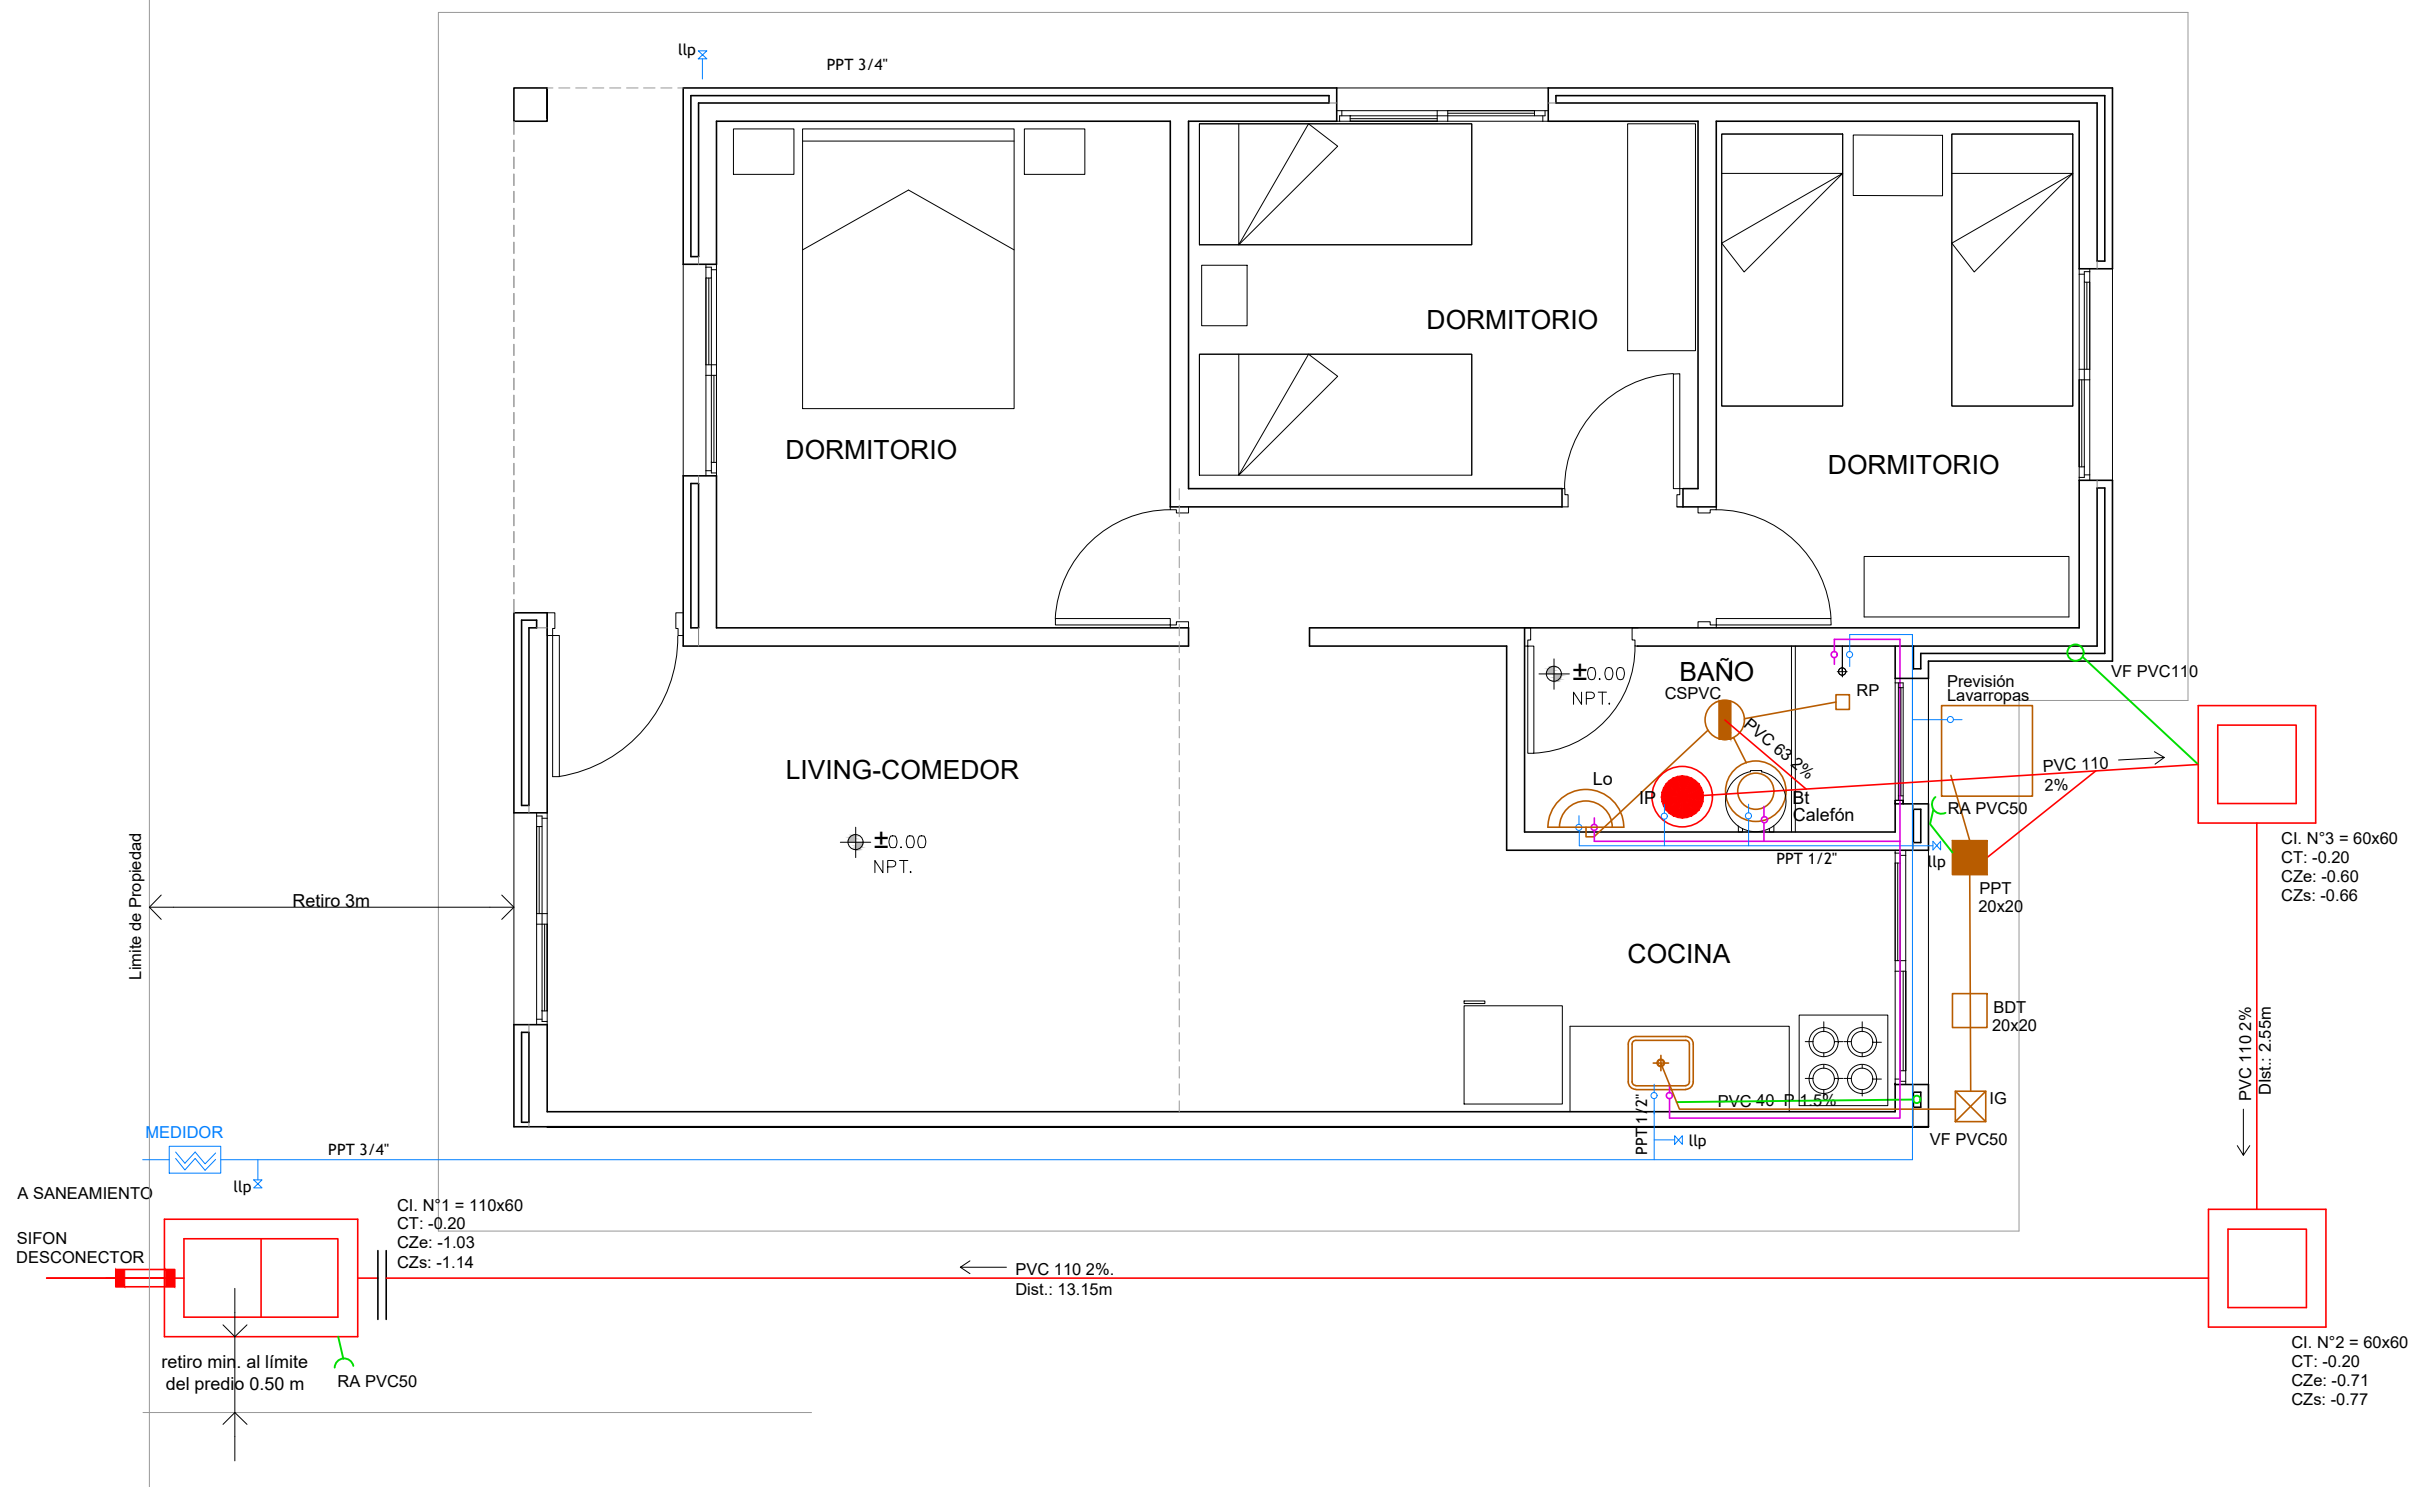 llp
PPT 3/4"
DORMITORIO
DORMITORIO
DORMITORIO
±0.00
NPT.
BAÑO
CSPVC
RP
PVC 63 2%
Lo
IP
Bt
Calefón
PPT 1/2"
VF PVC110
Previsión
Lavarropas
PVC 110
2%
RA PVC50
llp
PPT
20x20
CI. N°3 = 60x60
CT: -0.20
CZe: -0.60
CZs: -0.66
LIVING-COMEDOR
±0.00
NPT.
Limite de Propiedad
Retiro 3m
COCINA
BDT
20x20
PVC 110 2%
DIst.: 2.55m
PVC 40 P 1.5%
IG
VF PVC50
PPT 1/2"
llp
MEDIDOR
PPT 3/4"
llp
A SANEAMIENTO
SIFON
DESCONECTOR
CI. N°1 = 110x60
CT: -0.20
CZe: -1.03
CZs: -1.14
PVC 110 2%.
Dist.: 13.15m
retiro min. al límite
del predio 0.50 m
RA PVC50
CI. N°2 = 60x60
CT: -0.20
CZe: -0.71
CZs: -0.77